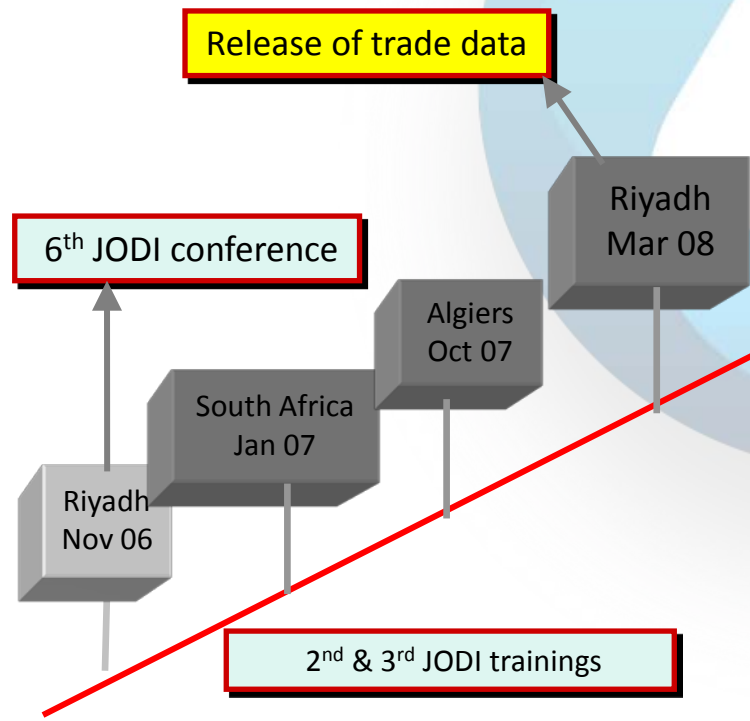 Release of trade data
Riyadh
Mar 08
6th JODI conference
Algiers
Oct 07
South Africa
Jan 07
Riyadh
Nov 06
2nd & 3rd JODI trainings